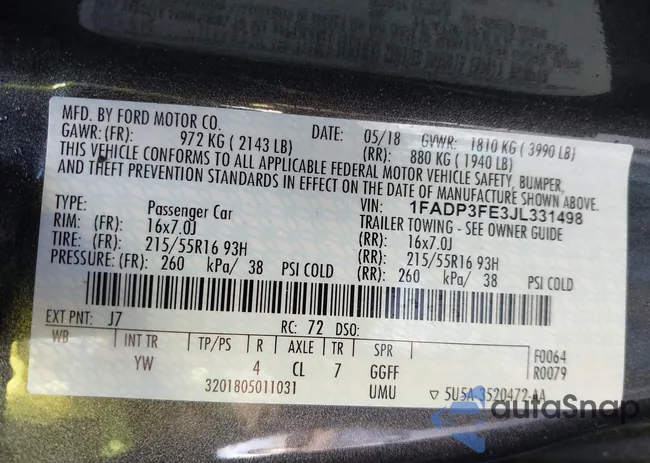 MFD. BY FORD MOTOR CO. DATE: 05/18 GVWR: 1810 KG ( 3990 LB)
GAWR: (FR): 972 KG ( 2143 LB) (RR): 880 KG ( 1940 LB)
THIS VEHICLE CONFORMS TO ALL APPLICABLE FEDERAL MOTOR VEHICLE SAFETY, BUMPER,
AND THEFT PREVENTION STANDARDS IN EFFECT ON THE DATE OF MANUFACTURE SHOWN ABOVE.
VIN: 1FADP3FE3JL331498
TYPE: Passenger Car TRAILER TOWING - SEE OWNER GUIDE
RIM: (FR): 16x7.0J (RR): 16x7.0J
TIRE: (FR): 215/55R16 93H (RR): 215/55R16 93H
PRESSURE: (FR): 260 kPa/ 38 PSI COLD (RR): 260 kPa/ 38 PSI COLD
EXT PNT: J7 RC: 72 DSO:
WB INT TR TP/PS R AXLE TR SPR F0064
YW 4 CL 7 GGFF R0079
3201805011031 UMU ▽ 5U5A-3520472-AA
autosnap